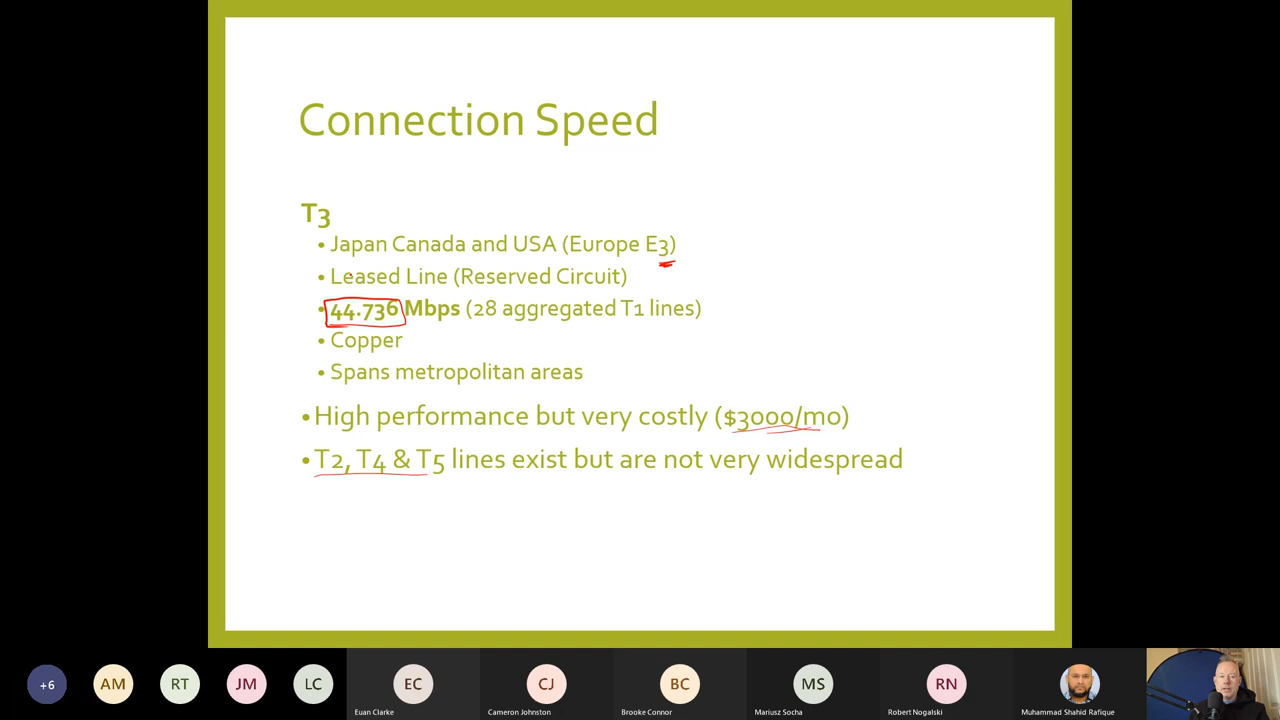 Connection Speed
T3
• Japan Canada and USA (Europe E3)
• Leased Line (Reserved Circuit)
• 44.736 Mbps (28 aggregated T1 lines)
• Copper
• Spans metropolitan areas
• High performance but very costly ($3000/mo)
• T2, T4 & T5 lines exist but are not very widespread
+6 AM RT JM LC EC CJ BC MS RN
Euan Clarke Cameron Johnston Brooke Connor Mariusz Socha Robert Nogalski Muhammad Shahid Rafique